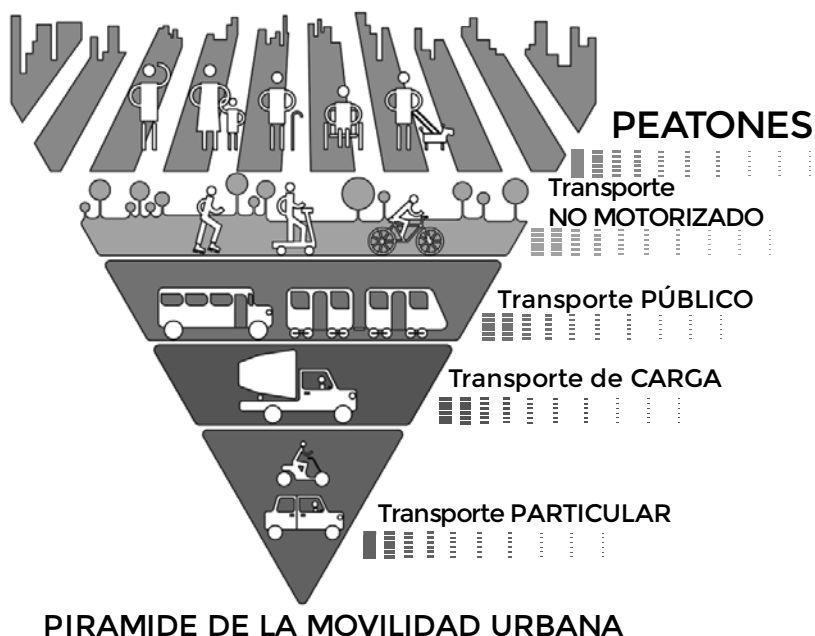 PEATONES
Transporte
NO MOTORIZADO
Transporte PÚBLICO
Transporte de CARGA
Transporte PARTICULAR
PIRAMIDE DE LA MOVILIDAD URBANA